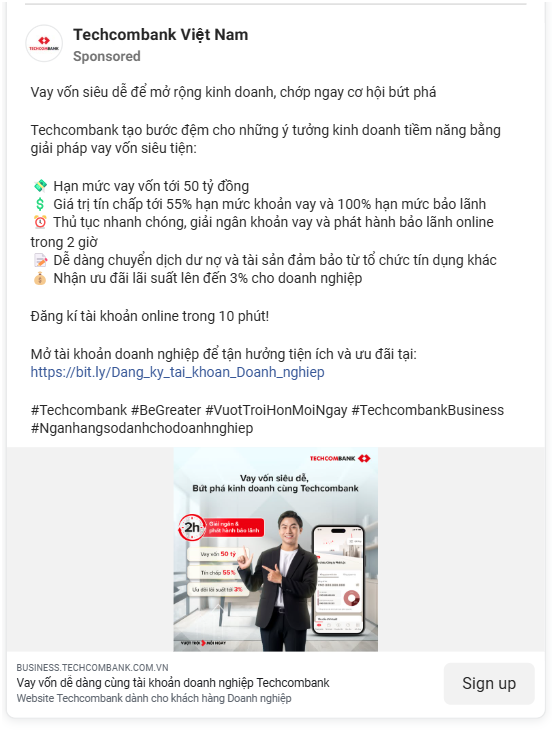 TECHCOMBANK
Techcombank Việt Nam
Sponsored
Vay vốn siêu dễ để mở rộng kinh doanh, chớp ngay cơ hội bứt phá
Techcombank tạo bước đệm cho những ý tưởng kinh doanh tiềm năng bằng
giải pháp vay vốn siêu tiện:
💸 Hạn mức vay vốn tới 50 tỷ đồng
💲 Giá trị tín chấp tới 55% hạn mức khoản vay và 100% hạn mức bảo lãnh
⏰ Thủ tục nhanh chóng, giải ngân khoản vay và phát hành bảo lãnh online
trong 2 giờ
📝 Dễ dàng chuyển dịch dư nợ và tài sản đảm bảo từ tổ chức tín dụng khác
💰 Nhận ưu đãi lãi suất lên đến 3% cho doanh nghiệp
Đăng kí tài khoản online trong 10 phút!
Mở tài khoản doanh nghiệp để tận hưởng tiện ích và ưu đãi tại:
https://bit.ly/Dang_ky_tai_khoan_Doanh_nghiep
#Techcombank #BeGreater #VuotTroiHonMoiNgay #TechcombankBusiness
#Nganhangsodanhchodoanhnghiep
TECHCOMBANK
Vay vốn siêu dễ,
Bứt phá kinh doanh cùng Techcombank
2h
Giải ngân &
phát hành bảo lãnh
Vay vốn 50 tỷ
Tín chấp 55%
Ưu đãi lãi suất tới 3%
VƯỢT TRỘI MỖI NGÀY
BUSINESS.TECHCOMBANK.COM.VN
Vay vốn dễ dàng cùng tài khoản doanh nghiệp Techcombank
Website Techcombank dành cho khách hàng Doanh nghiệp
Sign up